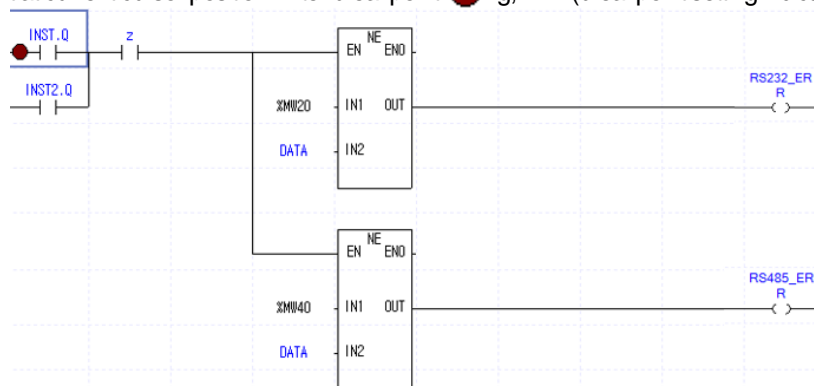 INST.Q
z
NE
EN ENO
RS232_ER
R
INST2.Q
%MW20 IN1 OUT
DATA IN2
NE
EN ENO
RS485_ER
R
%MW40 IN1 OUT
DATA IN2